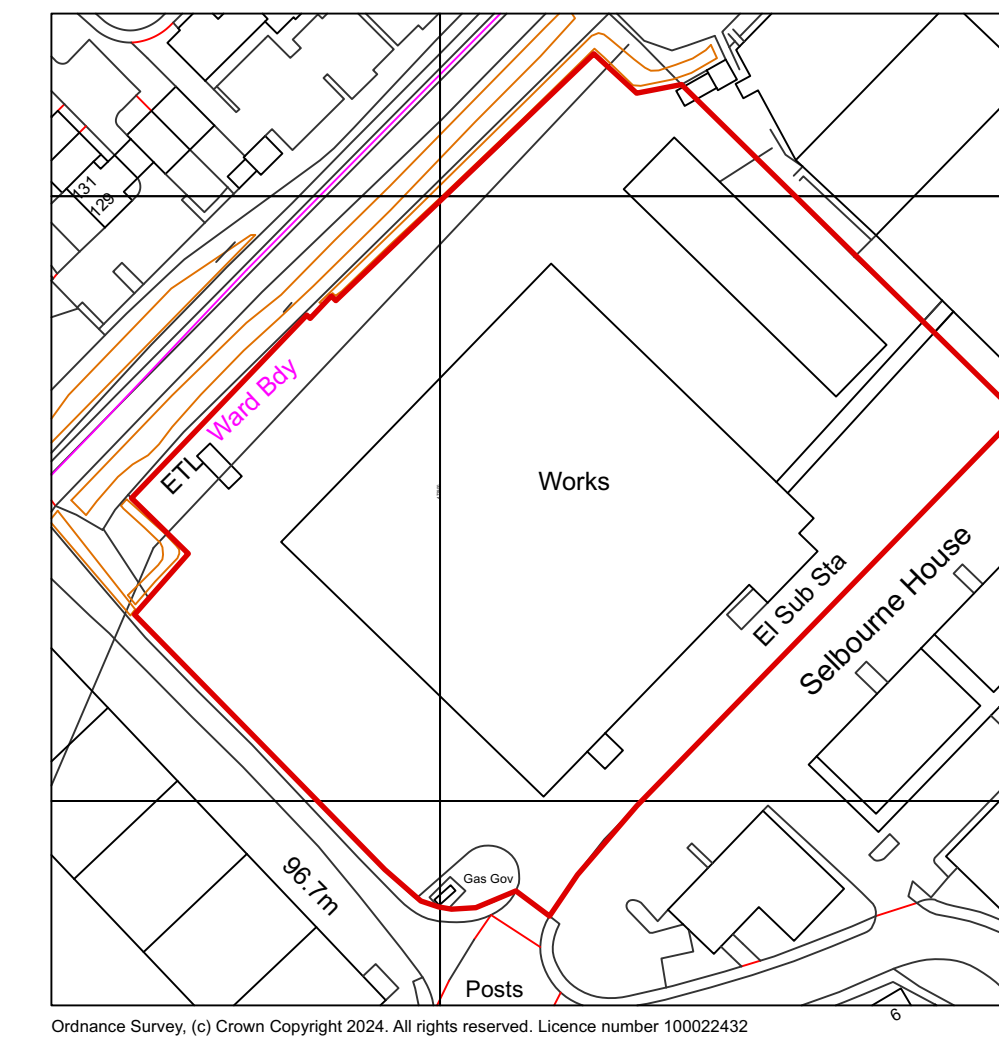 131
129
Ward Bdy
ETL
Works
El Sub Sta
Selbourne House
Gas Gov
96.7m
Posts
6
Ordnance Survey, (c) Crown Copyright 2024. All rights reserved. Licence number 100022432